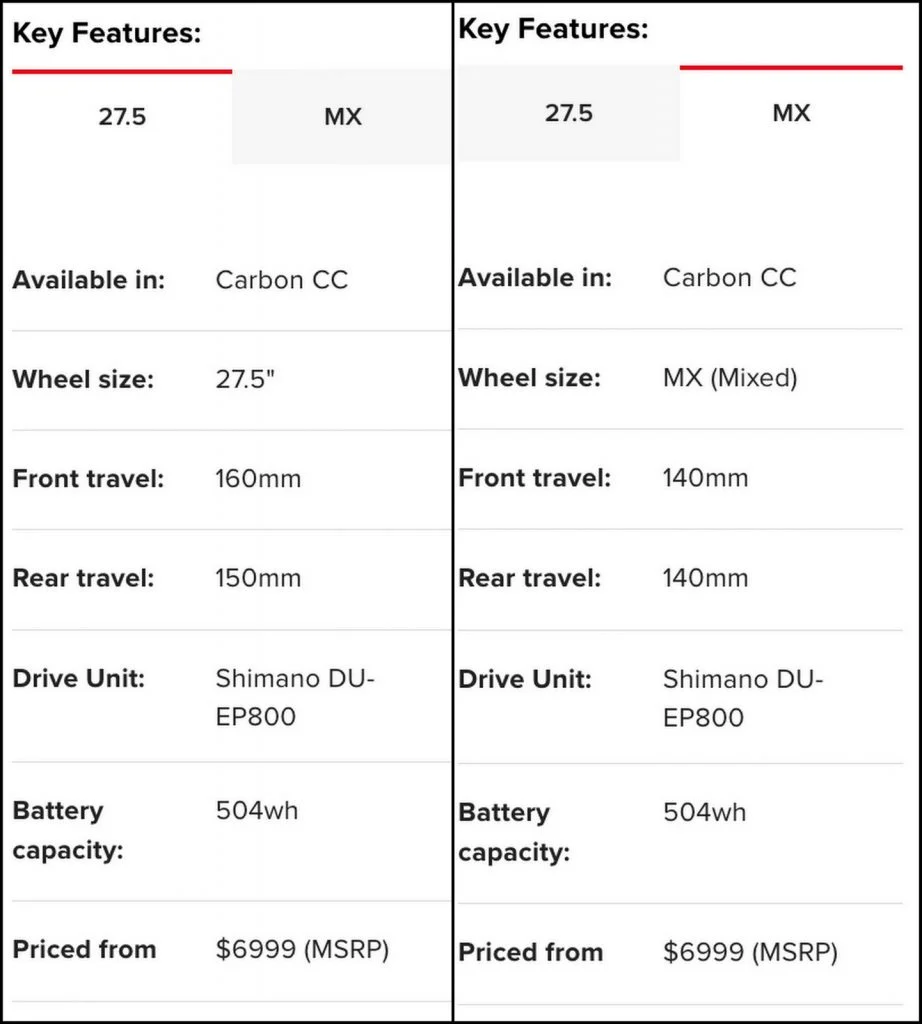 Key Features:
27.5 MX
Available in: Carbon CC
Wheel size: 27.5"
Front travel: 160mm
Rear travel: 150mm
Drive Unit: Shimano DU-
EP800
Battery 504wh
capacity:
Priced from $6999 (MSRP)
Key Features:
27.5 MX
Available in: Carbon CC
Wheel size: MX (Mixed)
Front travel: 140mm
Rear travel: 140mm
Drive Unit: Shimano DU-
EP800
Battery 504wh
capacity:
Priced from $6999 (MSRP)